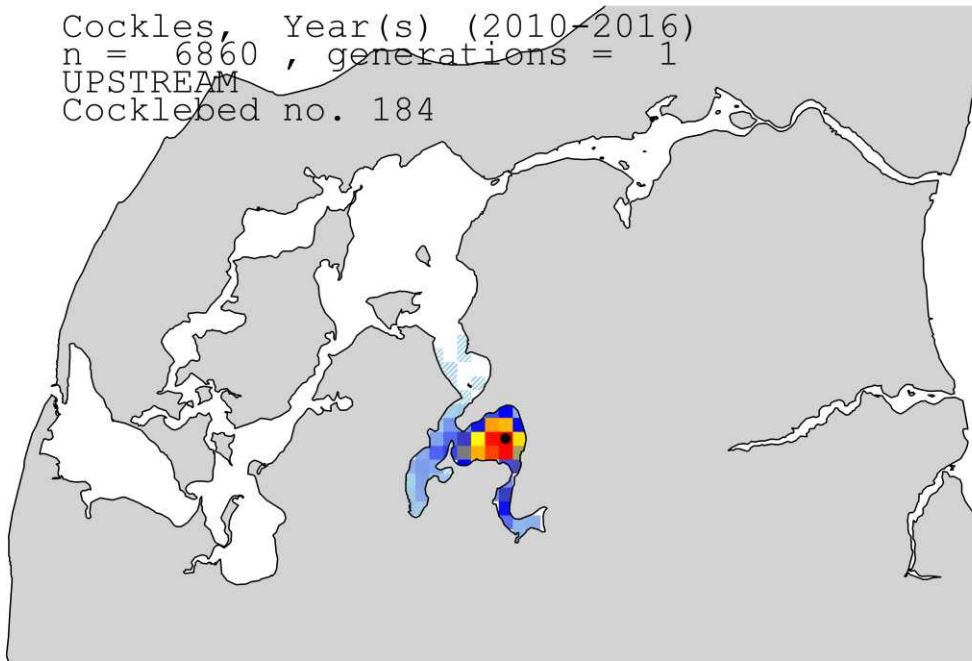 Cockles, Year(s) (2010-2016)
n = 6860 , generations = 1
UPSTREAM
Cocklebed no. 184